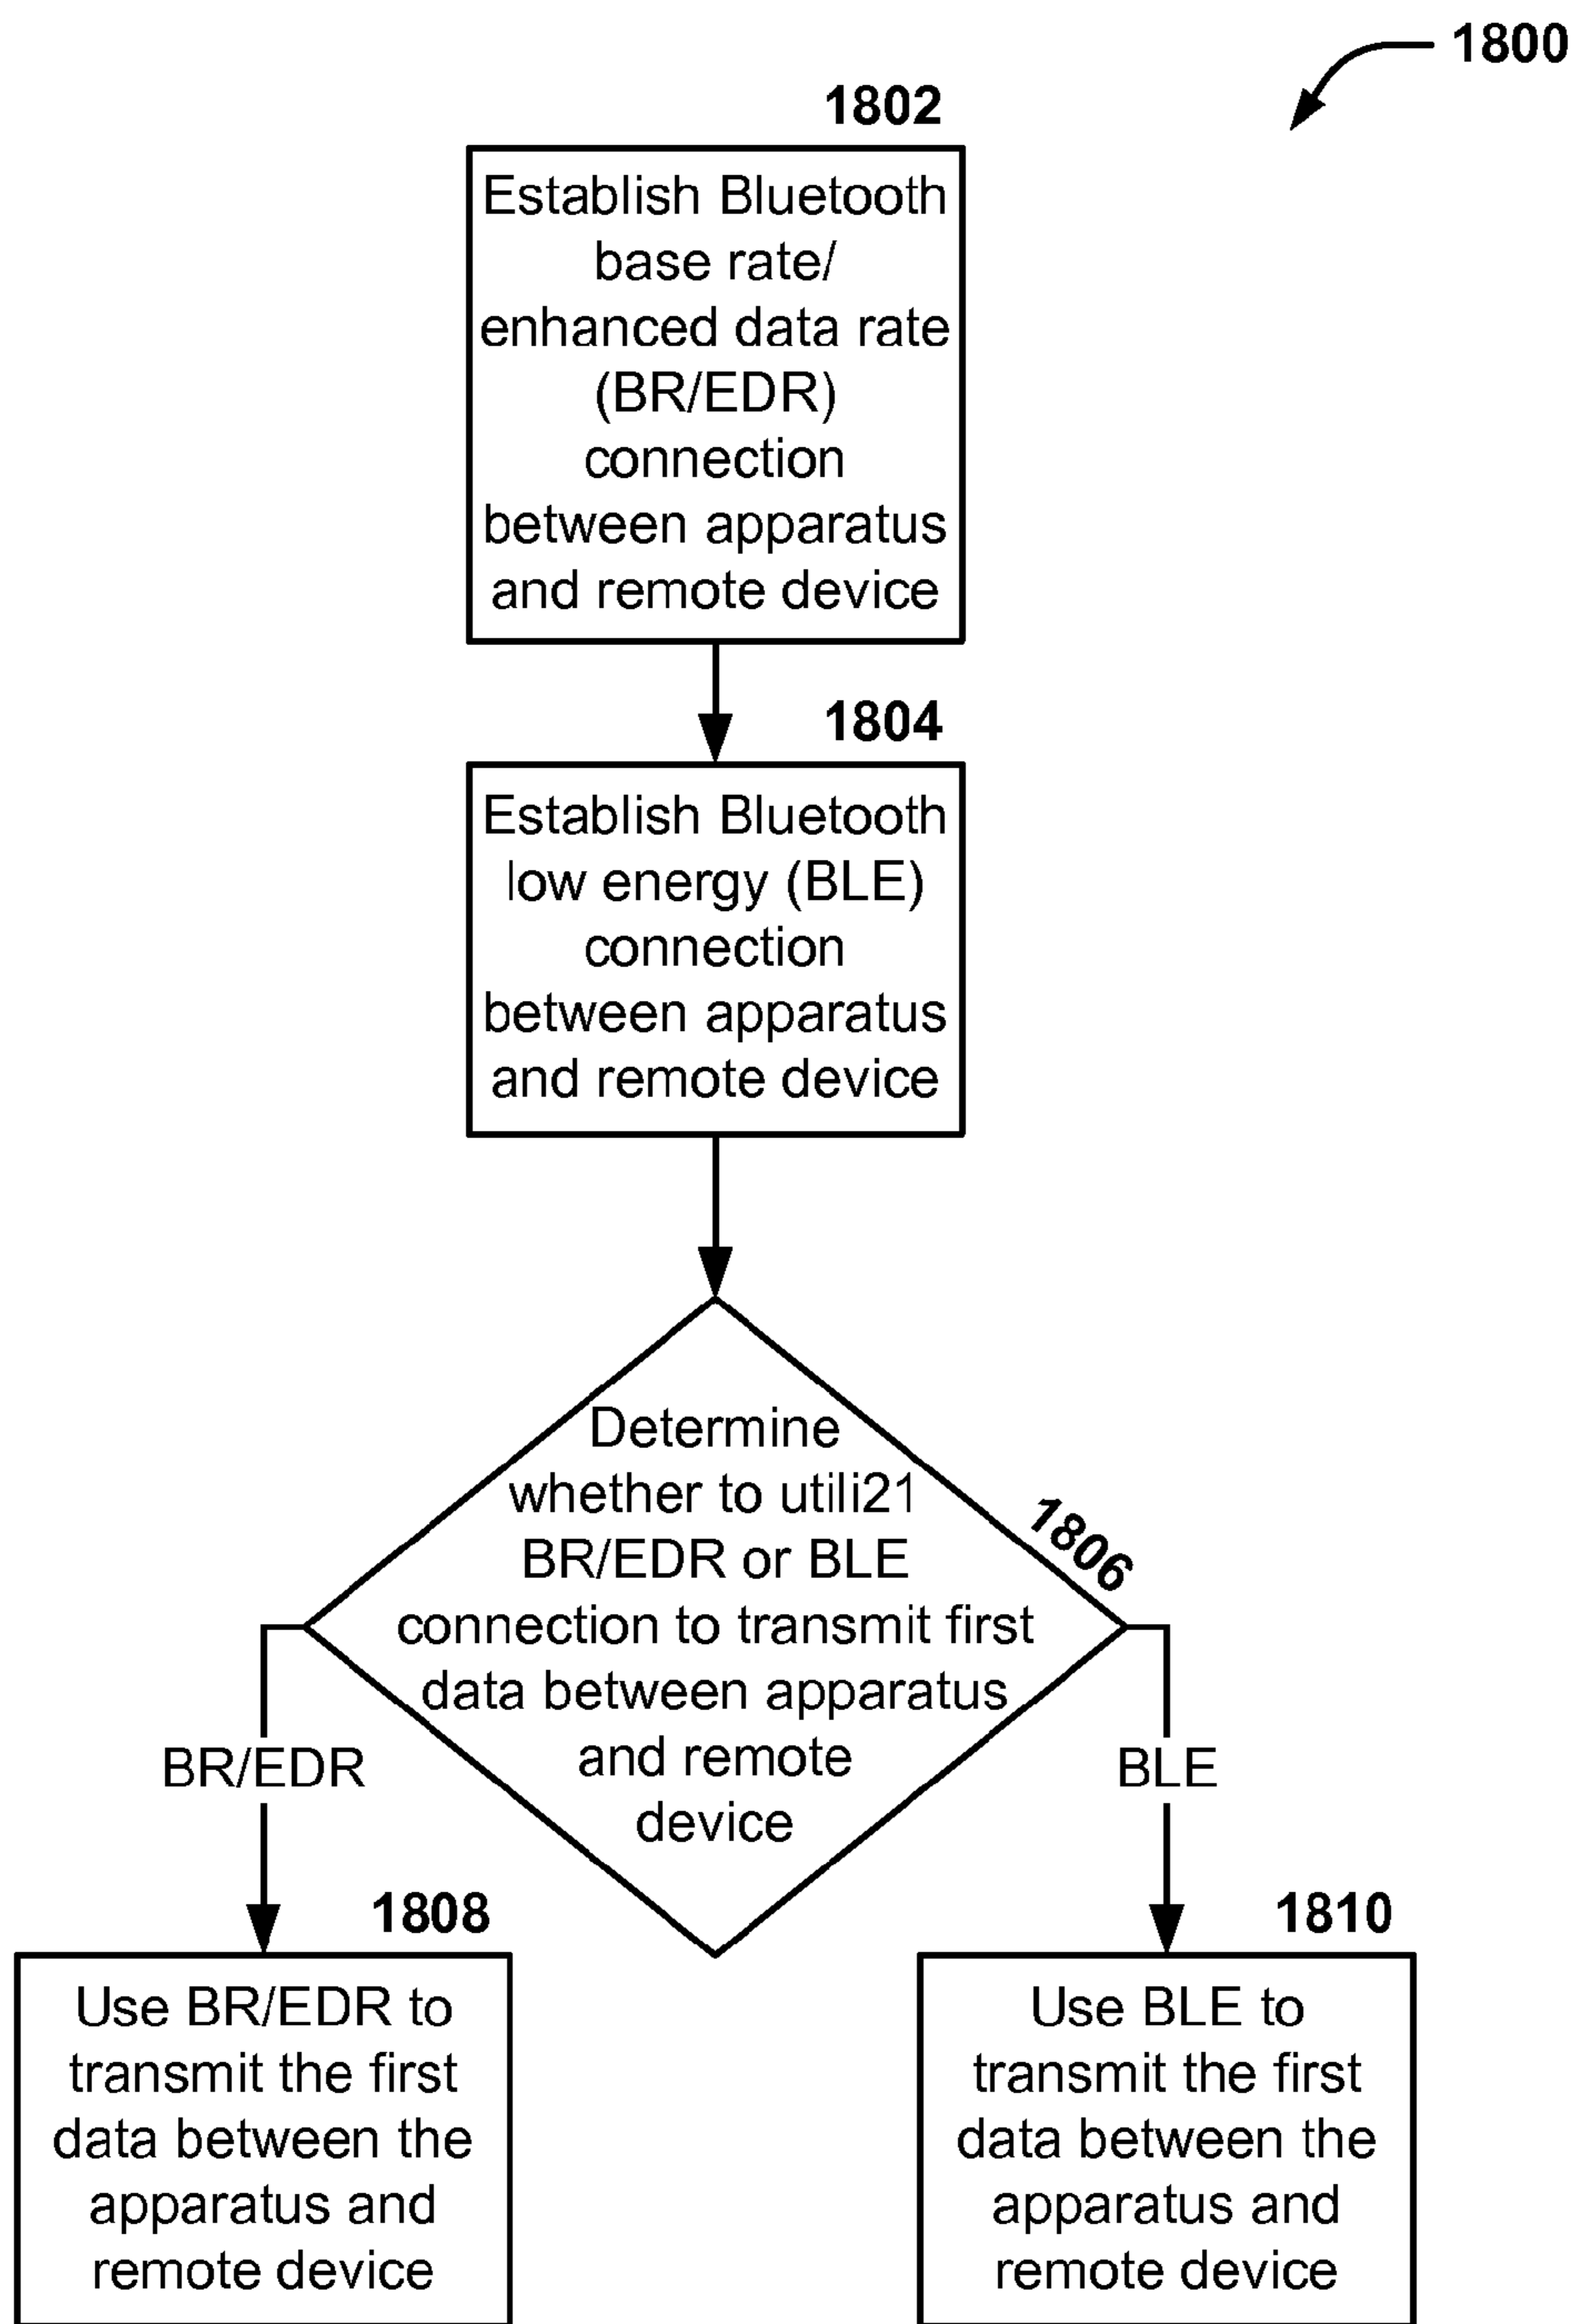 1800
1802
Establish Bluetooth
base rate/
enhanced data rate
(BR/EDR)
connection
between apparatus
and remote device
1804
Establish Bluetooth
low energy (BLE)
connection
between apparatus
and remote device
Determine
whether to utili21
BR/EDR or BLE
connection to transmit first
data between apparatus
and remote
device
1806
BR/EDR
BLE
1808
Use BR/EDR to
transmit the first
data between the
apparatus and
remote device
1810
Use BLE to
transmit the first
data between the
apparatus and
remote device